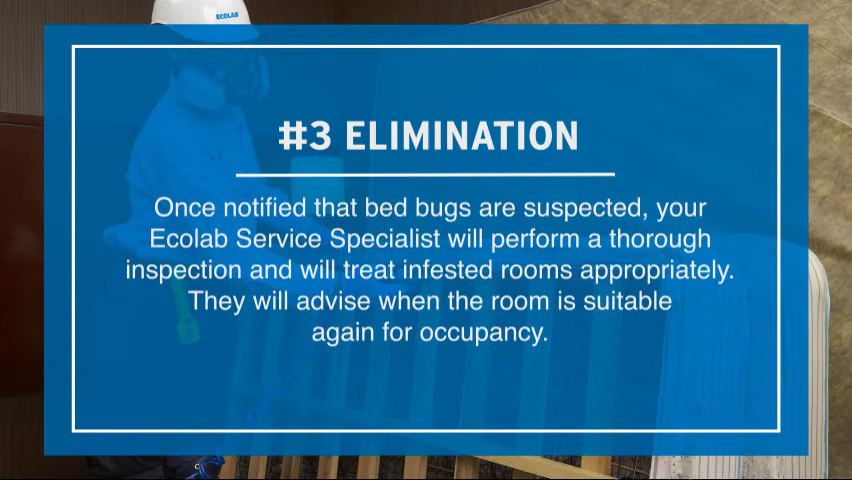 ECOLAB
#3 ELIMINATION
Once notified that bed bugs are suspected, your
Ecolab Service Specialist will perform a thorough
inspection and will treat infested rooms appropriately.
They will advise when the room is suitable
again for occupancy.